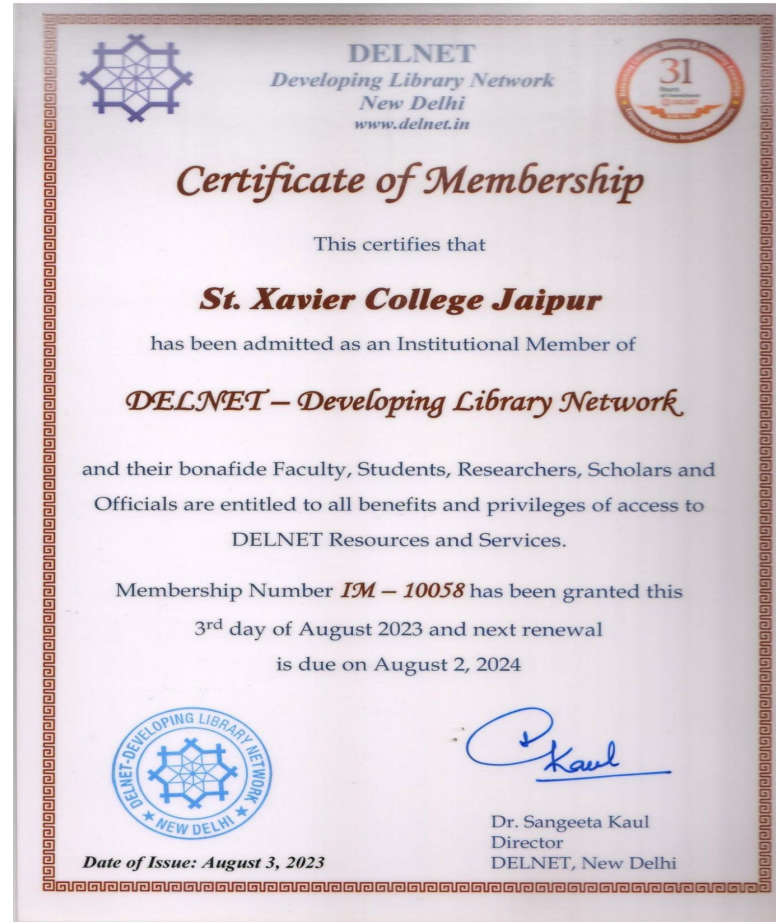 DELNET
Developing Library Network
New Delhi
www.delnet.in
31
Years
Certificate of Membership
This certifies that
St. Xavier College Jaipur
has been admitted as an Institutional Member of
DELNET – Developing Library Network
and their bonafide Faculty, Students, Researchers, Scholars and
Officials are entitled to all benefits and privileges of access to
DELNET Resources and Services.
Membership Number IM – 10058 has been granted this
3rd day of August 2023 and next renewal
is due on August 2, 2024
DELNET-DEVELOPING LIBRARY NETWORK
NEW DELHI
Kaul
Dr. Sangeeta Kaul
Director
DELNET, New Delhi
Date of Issue: August 3, 2023